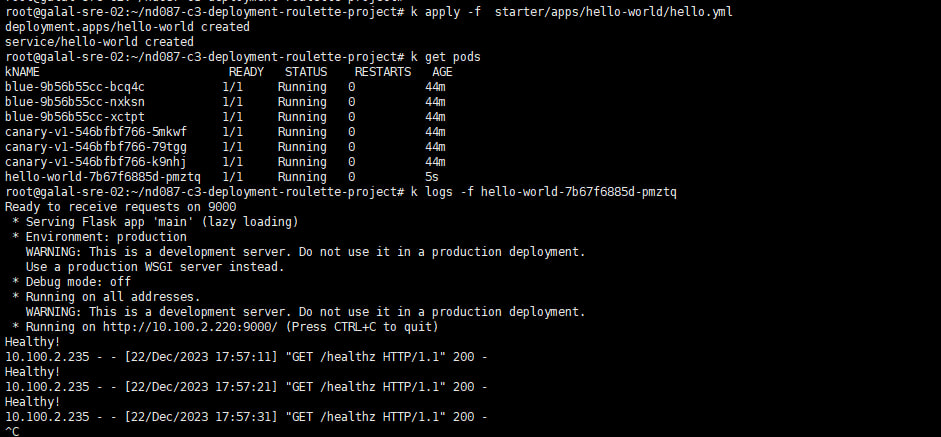 root@galal-sre-02:~/nd087-c3-deployment-roulette-project# k apply -f  starter/apps/hello-world/hello.yml
deployment.apps/hello-world created
service/hello-world created
root@galal-sre-02:~/nd087-c3-deployment-roulette-project# k get pods
kNAME                          READY   STATUS    RESTARTS   AGE
blue-9b56b55cc-bcq4c           1/1     Running   0          44m
blue-9b56b55cc-nxksn           1/1     Running   0          44m
blue-9b56b55cc-xctpt           1/1     Running   0          44m
canary-v1-546bfbf766-5mkwf     1/1     Running   0          44m
canary-v1-546bfbf766-79tgg     1/1     Running   0          44m
canary-v1-546bfbf766-k9nhj     1/1     Running   0          44m
hello-world-7b67f6885d-pmztq   1/1     Running   0          5s
root@galal-sre-02:~/nd087-c3-deployment-roulette-project# k logs -f hello-world-7b67f6885d-pmztq
Ready to receive requests on 9000
 * Serving Flask app 'main' (lazy loading)
 * Environment: production
   WARNING: This is a development server. Do not use it in a production deployment.
   Use a production WSGI server instead.
 * Debug mode: off
 * Running on all addresses.
   WARNING: This is a development server. Do not use it in a production deployment.
 * Running on http://10.100.2.220:9000/ (Press CTRL+C to quit)
Healthy!
10.100.2.235 - - [22/Dec/2023 17:57:11] "GET /healthz HTTP/1.1" 200 -
Healthy!
10.100.2.235 - - [22/Dec/2023 17:57:21] "GET /healthz HTTP/1.1" 200 -
Healthy!
10.100.2.235 - - [22/Dec/2023 17:57:31] "GET /healthz HTTP/1.1" 200 -
^C